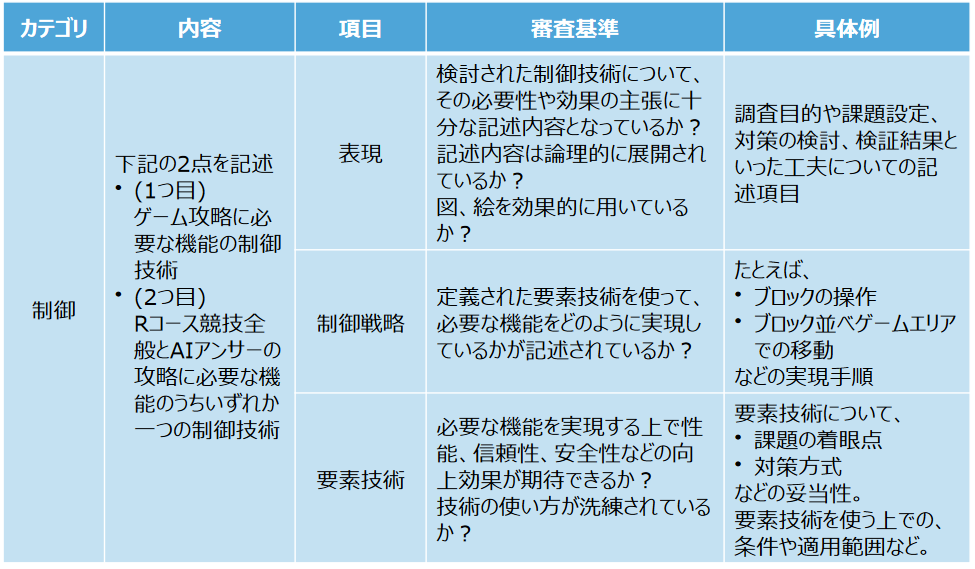 カテゴリ
内容
項目
審査基準
具体例
制御
下記の2点を記述
• (1つ目)
ゲーム攻略に必
要な機能の制御
技術
• (2つ目)
Rコース競技全
般とAIアンサーの
攻略に必要な機
能のうちいずれか
一つの制御技術
表現
検討された制御技術について、
その必要性や効果の主張に十
分な記述内容となっているか？
記述内容は論理的に展開され
ているか？
図、絵を効果的に用いている
か？
調査目的や課題設定、
対策の検討、検証結果と
いった工夫についての記
述項目
制御戦略
定義された要素技術を使って、
必要な機能をどのように実現し
ているかが記述されているか？
たとえば、
• ブロックの操作
• ブロック並べゲームエリア
での移動
などの実現手順
要素技術
必要な機能を実現する上で性
能、信頼性、安全性などの向
上効果が期待できるか？
技術の使い方が洗練されている
か？
要素技術について、
• 課題の着眼点
• 対策方式
などの妥当性。
要素技術を使う上での、
条件や適用範囲など。